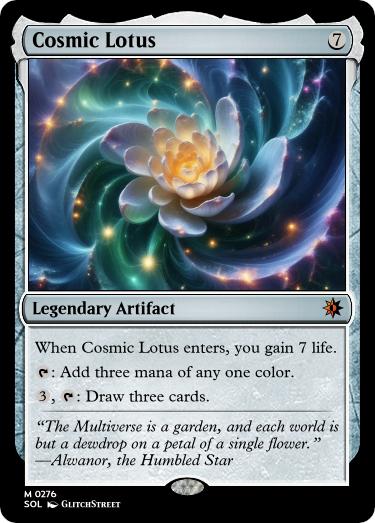 Cosmic Lotus 7
Legendary Artifact
When Cosmic Lotus enters, you gain 7 life.
: Add three mana of any one color.
3, : Draw three cards.
“The Multiverse is a garden, and each world is
but a dewdrop on a petal of a single flower.”
—Alwanor, the Humbled Star
M 0276
SOL GlitchStreet